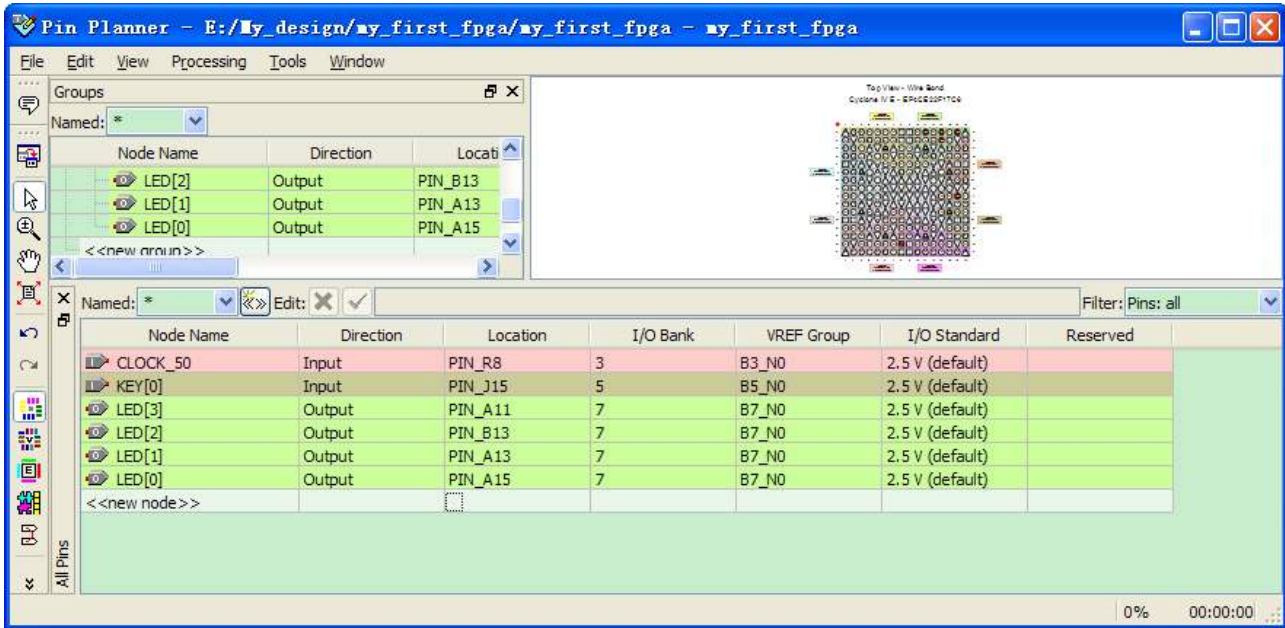 Pin Planner - E:/My_design/my_first_fpga/my_first_fpga - my_first_fpga
File Edit View Processing Tools Window
Groups
Named: *
Node Name Direction Locati
LED[2] Output PIN_B13
LED[1] Output PIN_A13
LED[0] Output PIN_A15
<<new group>>
Top View - Wire Bond
Cyclone IV E - EP4CE22F17C6
Named: * «» Edit: Filter: Pins: all
Node Name Direction Location I/O Bank VREF Group I/O Standard Reserved
CLOCK_50 Input PIN_R8 3 B3_N0 2.5 V (default)
KEY[0] Input PIN_J15 5 B5_N0 2.5 V (default)
LED[3] Output PIN_A11 7 B7_N0 2.5 V (default)
LED[2] Output PIN_B13 7 B7_N0 2.5 V (default)
LED[1] Output PIN_A13 7 B7_N0 2.5 V (default)
LED[0] Output PIN_A15 7 B7_N0 2.5 V (default)
<<new node>>
All Pins
0% 00:00:00